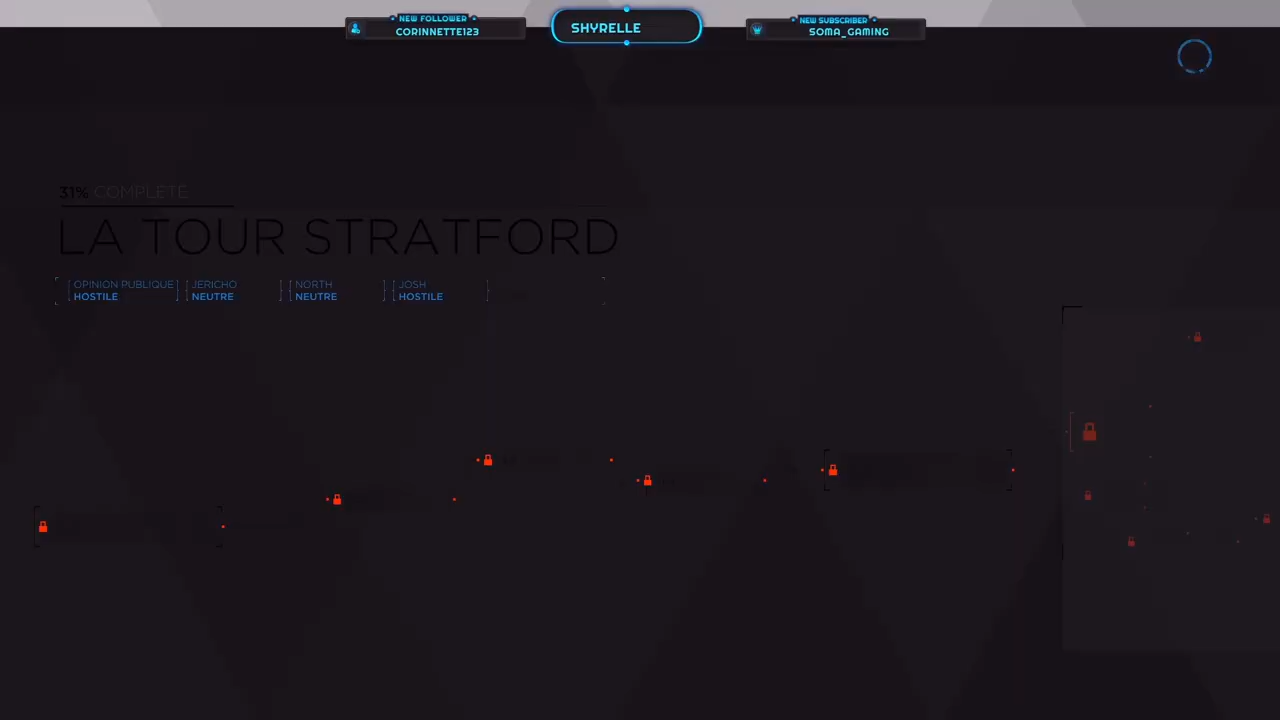 NEW FOLLOWER
CORINNETTE123
SHYRELLE
NEW SUBSCRIBER
SOMA_GAMING
31% COMPLETE
LA TOUR STRATFORD
OPINION PUBLIQUE
HOSTILE
JERICHO
NEUTRE
NORTH
NEUTRE
JOSH
HOSTILE